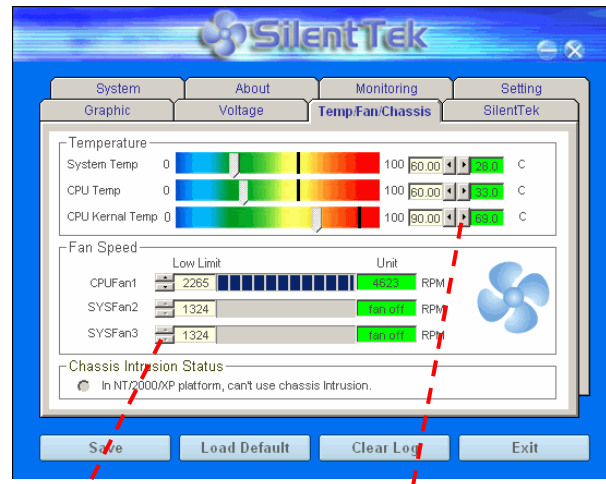 SilentTek
System About Monitoring Setting
Graphic Voltage Temp/Fan/Chassis SilentTek
Temperature
System Temp 0 100 60.00 28.0 C
CPU Temp 0 100 60.00 33.0 C
CPU Kernal Temp 0 100 90.00 69.0 C
Fan Speed
Low Limit Unit
CPUFan1 2265 4623 RPM
SYSFan2 1324 fan off RPM
SYSFan3 1324 fan off RPM
Chassis Intrusion Status
In NT/2000/XP platform, can't use chassis Intrusion.
Save Load Default Clear Log Exit